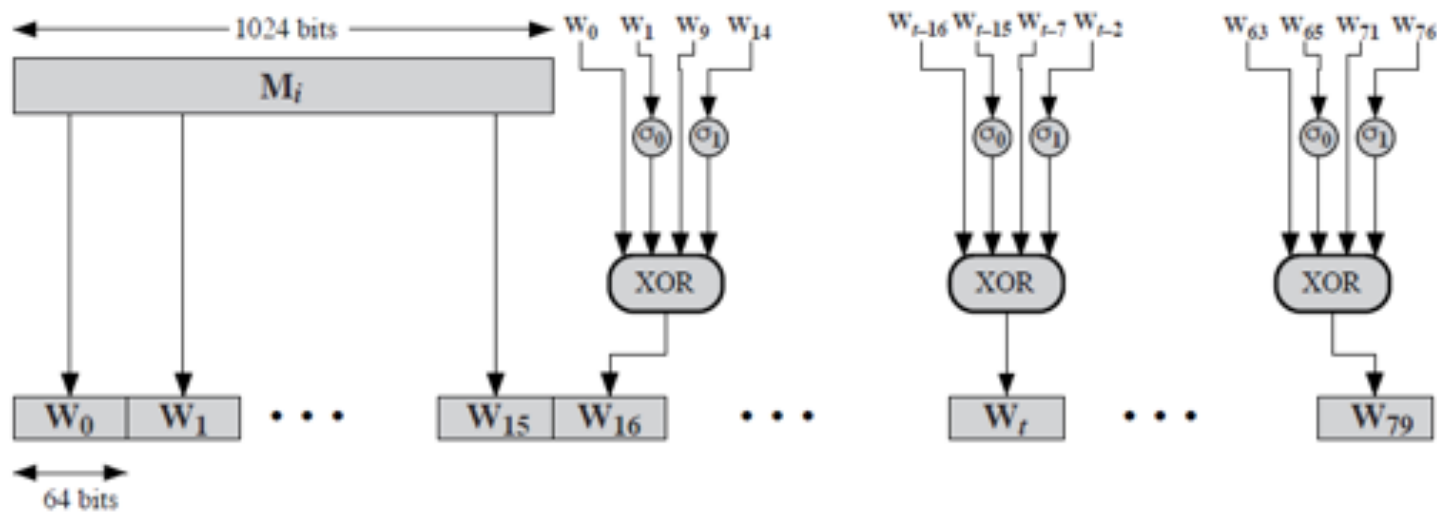 1024 bits
W0 W1 W9 W14
Wt–16 Wt–15 Wt–7 Wt–2
W63 W65 W71 W76
Mi
σ0 σ1
σ0 σ1
σ0 σ1
XOR XOR XOR
W0 W1 • • • W15 W16 • • • Wt • • • W79
64 bits